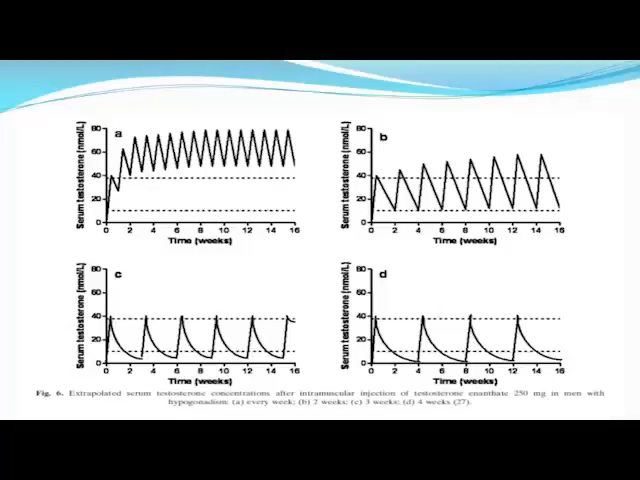 a
Serum testosterone (nmol/L)
80
60
40
20
0
0 2 4 6 8 10 12 14 16
Time (weeks)
b
Serum testosterone (nmol/L)
80
60
40
20
0
0 2 4 6 8 10 12 14 16
Time (weeks)
c
Serum testosterone (nmol/L)
80
60
40
20
0
0 2 4 6 8 10 12 14 16
Time (weeks)
d
Serum testosterone (nmol/L)
80
60
40
20
0
0 2 4 6 8 10 12 14 16
Time (weeks)
Fig. 6. Extrapolated serum testosterone concentrations after intramuscular injection of testosterone enanthate 250 mg in men with
hypogonadism: (a) every week; (b) 2 weeks; (c) 3 weeks; (d) 4 weeks (27).